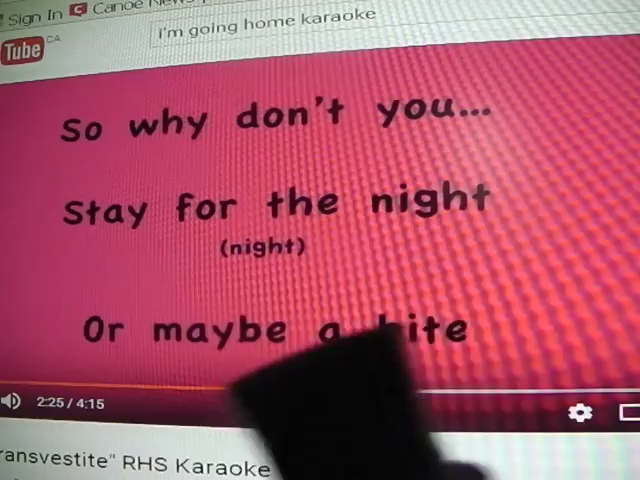 Sign In C Canoe
I'm going home karaoke
Tube CA
So why don't you...
Stay for the night
(night)
Or maybe a bite
2:25 / 4:15
ransvestite" RHS Karaoke